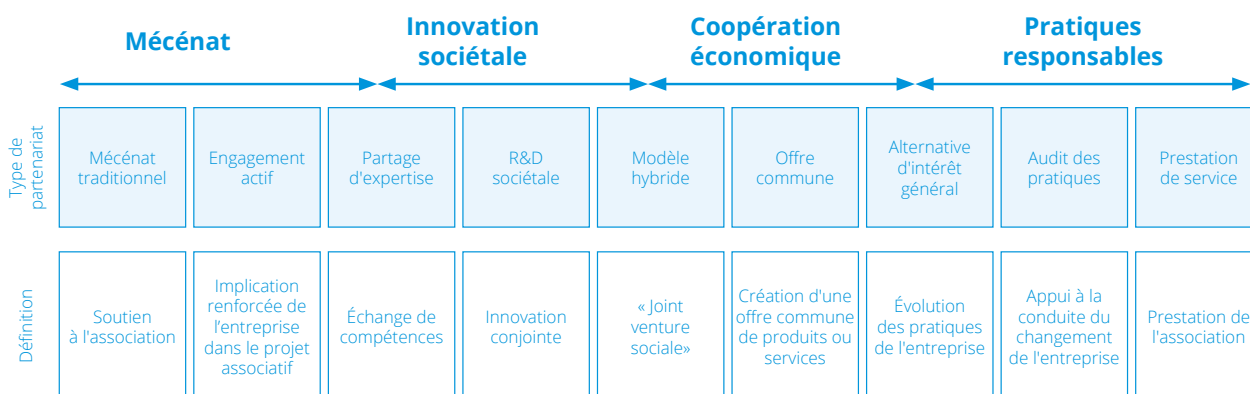 Mécénat
Innovation
sociétale
Coopération
économique
Pratiques
responsables
Type de
partenariat
Mécénat
traditionnel
Engagement
actif
Partage
d'expertise
R&D
sociétale
Modèle
hybride
Offre
commune
Alternative
d'intérêt
général
Audit des
pratiques
Prestation
de service
Définition
Soutien
à l'association
Implication
renforcée de
l’entreprise
dans le projet
associatif
Échange de
compétences
Innovation
conjointe
« Joint
venture
sociale»
Création d'une
offre commune
de produits ou
services
Évolution
des pratiques
de l'entreprise
Appui à la
conduite du
changement
de l'entreprise
Prestation de
l'association